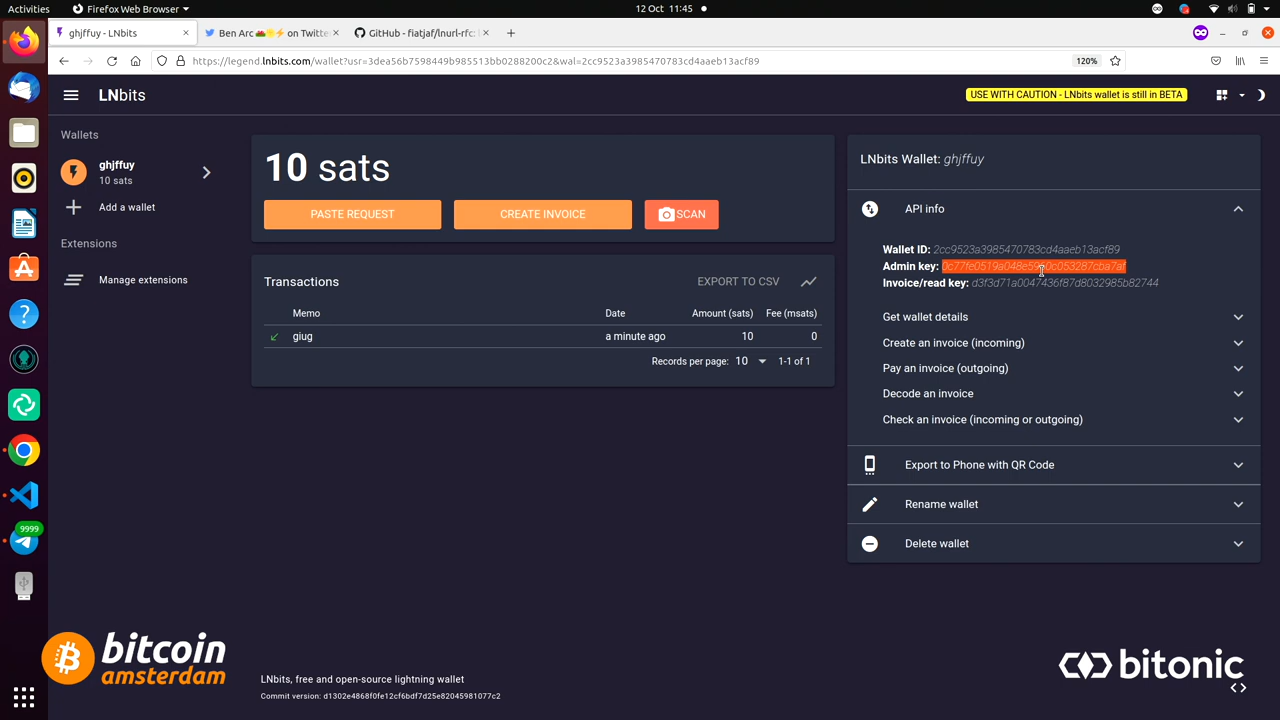 Activities
Firefox Web Browser
12 Oct 11:45
ghjffuy - LNbits
Ben Arc on Twitte
GitHub - fiatjaf/lnurl-rfc:
https://legend.lnbits.com/wallet?usr=3dea56b7598449b985513bb0288200c2&wal=2cc9523a3985470783cd4aaeb13acf89
120%
LNbits
USE WITH CAUTION - LNbits wallet is still in BETA
Wallets
ghjffuy
10 sats
Add a wallet
Extensions
Manage extensions
10 sats
PASTE REQUEST
CREATE INVOICE
SCAN
Transactions
EXPORT TO CSV
Memo Date Amount (sats) Fee (msats)
giug a minute ago 10 0
Records per page: 10 1-1 of 1
LNbits Wallet: ghjffuy
API info
Wallet ID: 2cc9523a3985470783cd4aaeb13acf89
Admin key:
Invoice/read key: d3f3d71a0047436f87d8032985b82744
Get wallet details
Create an invoice (incoming)
Pay an invoice (outgoing)
Decode an invoice
Check an invoice (incoming or outgoing)
Export to Phone with QR Code
Rename wallet
Delete wallet
9999
bitcoin
amsterdam
LNbits, free and open-source lightning wallet
Commit version: d1302e4868f0fe12cf6bdf7d25e82045981077c2
bitonic